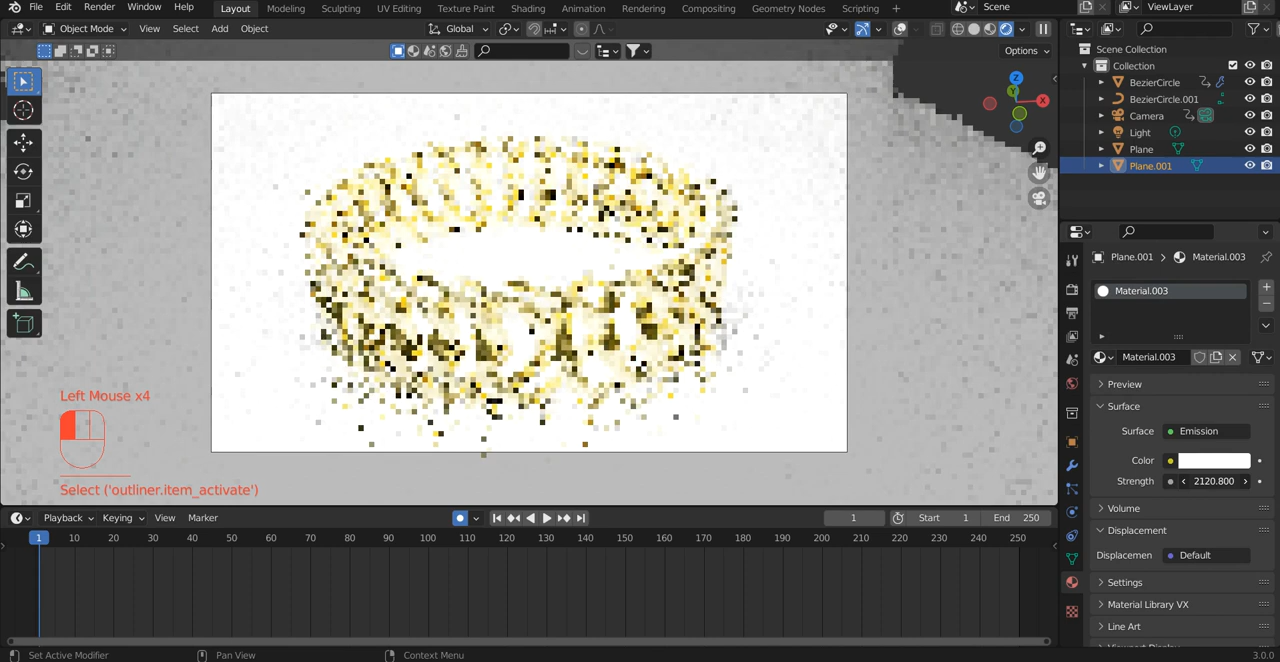 File Edit Render Window Help Layout Modeling Sculpting UV Editing Texture Paint Shading Animation Rendering Compositing Geometry Nodes Scripting + Scene ViewLayer
Object Mode View Select Add Object Global
Options
Z
Y
X
Scene Collection
Collection
BezierCircle
BezierCircle.001
Camera
Light
Plane
Plane.001
Plane.001 > Material.003
Material.003
Material.003
Preview
Surface
Surface Emission
Color
Strength 2120.800
Volume
Displacement
Displacemen Default
Settings
Material Library VX
Line Art
Left Mouse x4
Select ('outliner.item_activate')
Playback Keying View Marker 1 Start 1 End 250
1 10 20 30 40 50 60 70 80 90 100 110 120 130 140 150 160 170 180 190 200 210 220 230 240 250
Set Active Modifier Pan View Context Menu 3.0.0